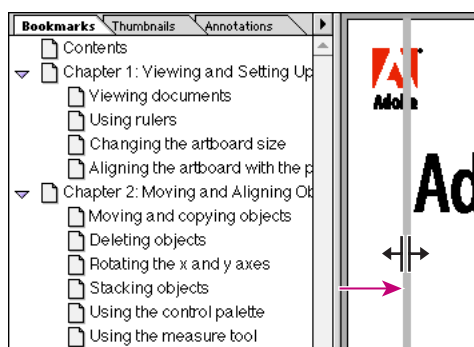 Bookmarks Thumbnails Annotations
Contents
Chapter 1: Viewing and Setting Up
Viewing documents
Using rulers
Changing the artboard size
Aligning the artboard with the p
Chapter 2: Moving and Aligning Ob
Moving and copying objects
Deleting objects
Rotating the x and y axes
Stacking objects
Using the control palette
Using the measure tool
Adobe
Ad